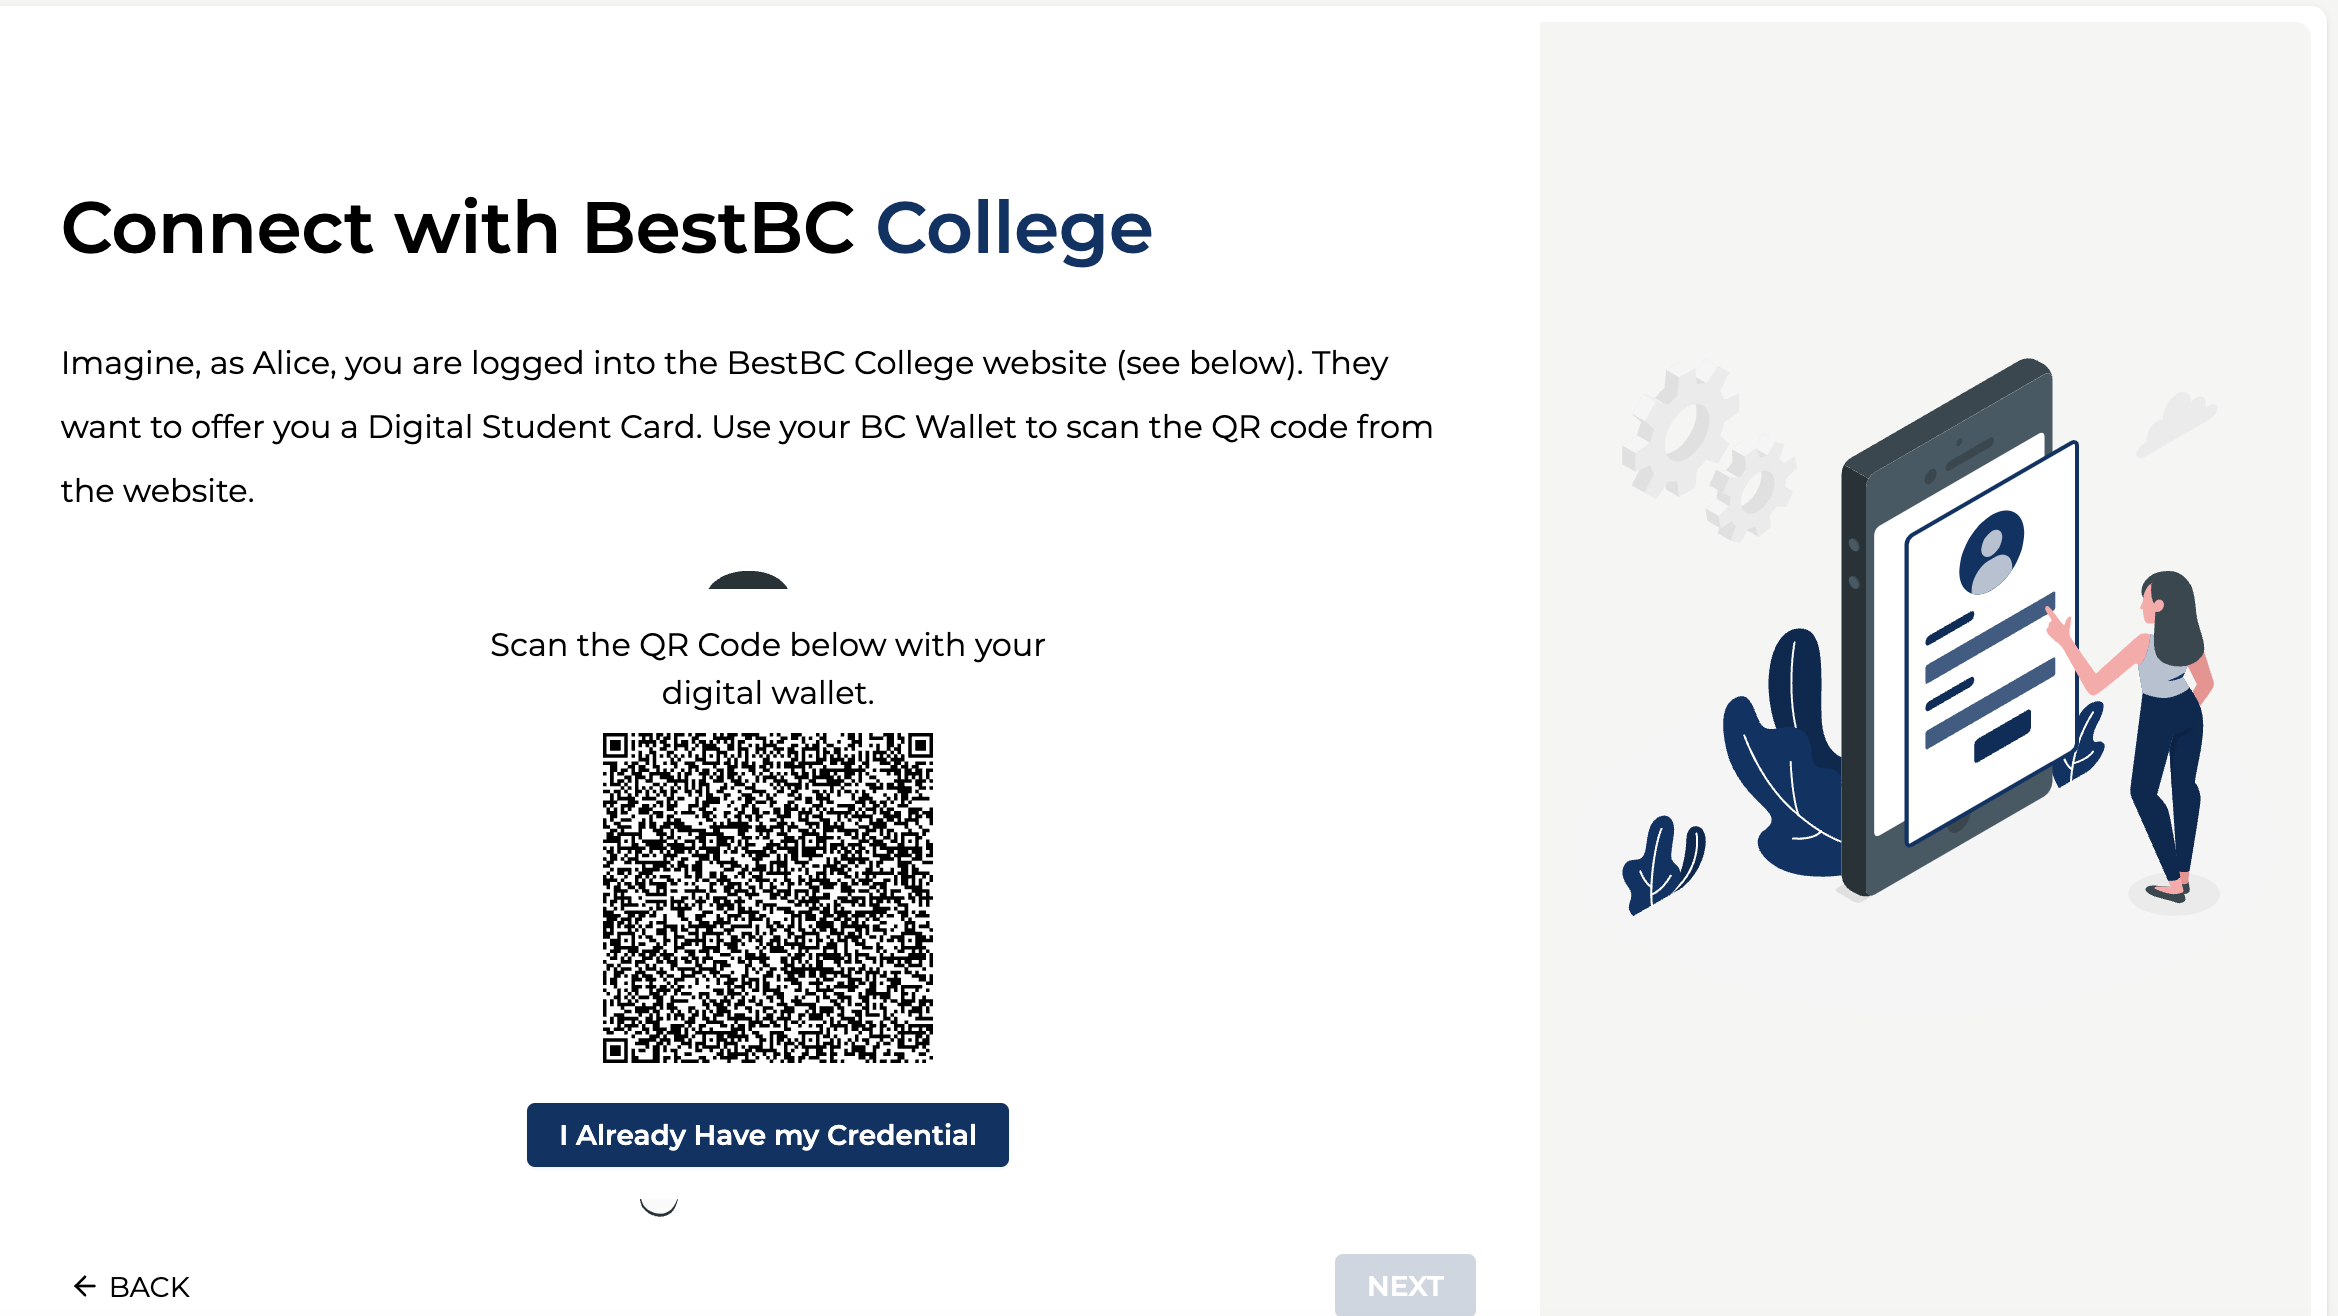 Connect with BestBC College
Imagine, as Alice, you are logged into the BestBC College website (see below). They
want to offer you a Digital Student Card. Use your BC Wallet to scan the QR code from
the website.
Scan the QR Code below with your
digital wallet.
I Already Have my Credential
← BACK
NEXT